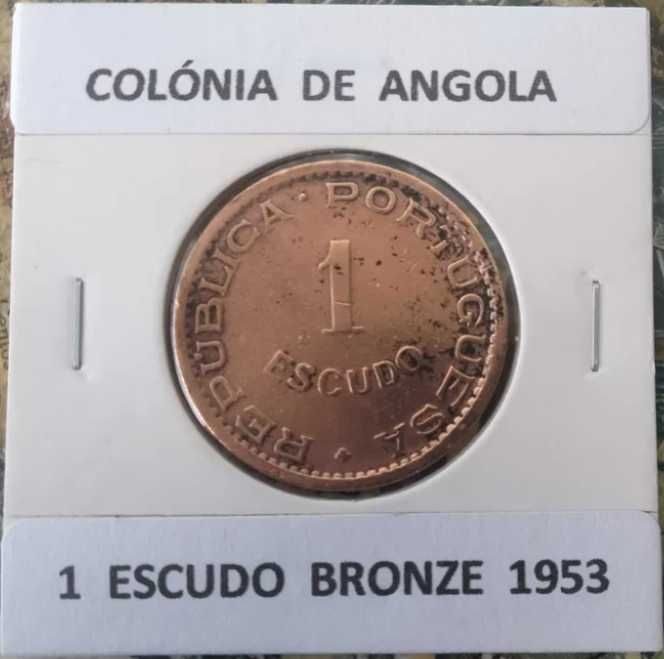 COLÓNIA DE ANGOLA
REPUBLICA · PORTUGUESA
1
ESCUDO
1 ESCUDO BRONZE 1953